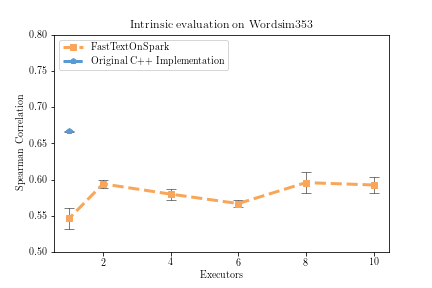 Intrinsic evaluation on Wordsim353
FastTextOnSpark
Original C++ Implementation
Spearman Correlation
0.80
0.75
0.70
0.65
0.60
0.55
0.50
2 4 6 8 10
Executors